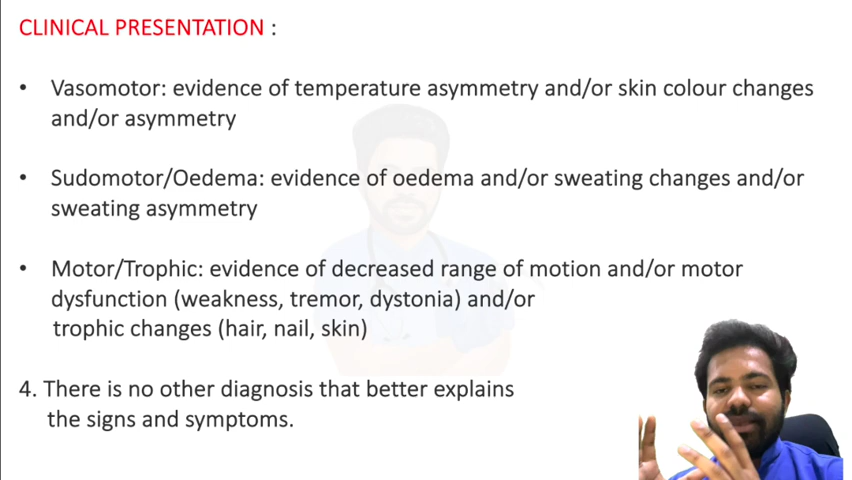 CLINICAL PRESENTATION :
• Vasomotor: evidence of temperature asymmetry and/or skin colour changes
and/or asymmetry
• Sudomotor/Oedema: evidence of oedema and/or sweating changes and/or
sweating asymmetry
• Motor/Trophic: evidence of decreased range of motion and/or motor
dysfunction (weakness, tremor, dystonia) and/or
trophic changes (hair, nail, skin)
4. There is no other diagnosis that better explains
the signs and symptoms.